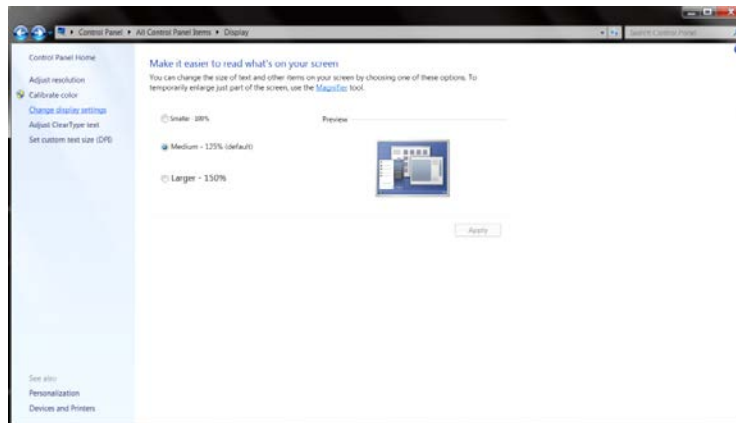 Control Panel ▸ All Control Panel Items ▸ Display
Search Control Panel
Control Panel Home
Adjust resolution
Calibrate color
Change display settings
Adjust ClearType text
Set custom text size (DPI)
Make it easier to read what's on your screen
You can change the size of text and other items on your screen by choosing one of these options. To
temporarily enlarge just part of the screen, use the Magnifier tool.
Smaller - 100%
Preview
Medium - 125% (default)
Larger - 150%
Apply
See also
Personalization
Devices and Printers